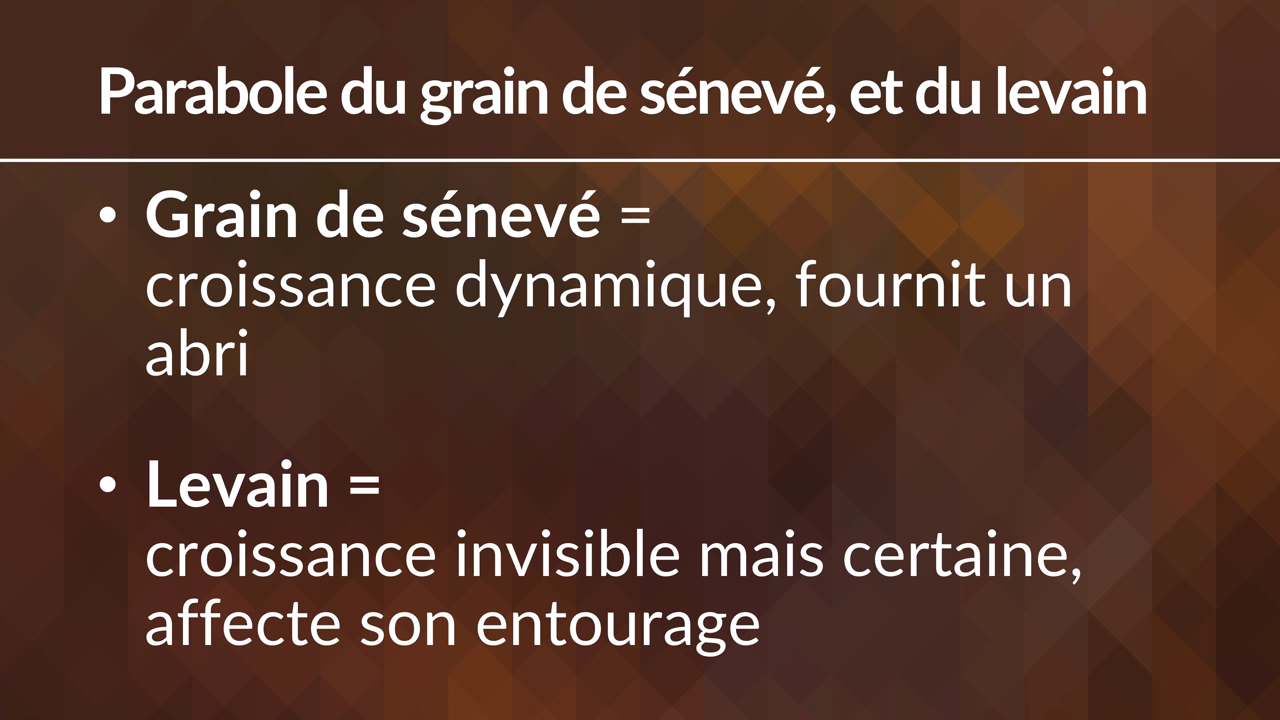 Parabole du grain de sénevé, et du levain
• Grain de sénevé =
croissance dynamique, fournit un
abri
• Levain =
croissance invisible mais certaine,
affecte son entourage